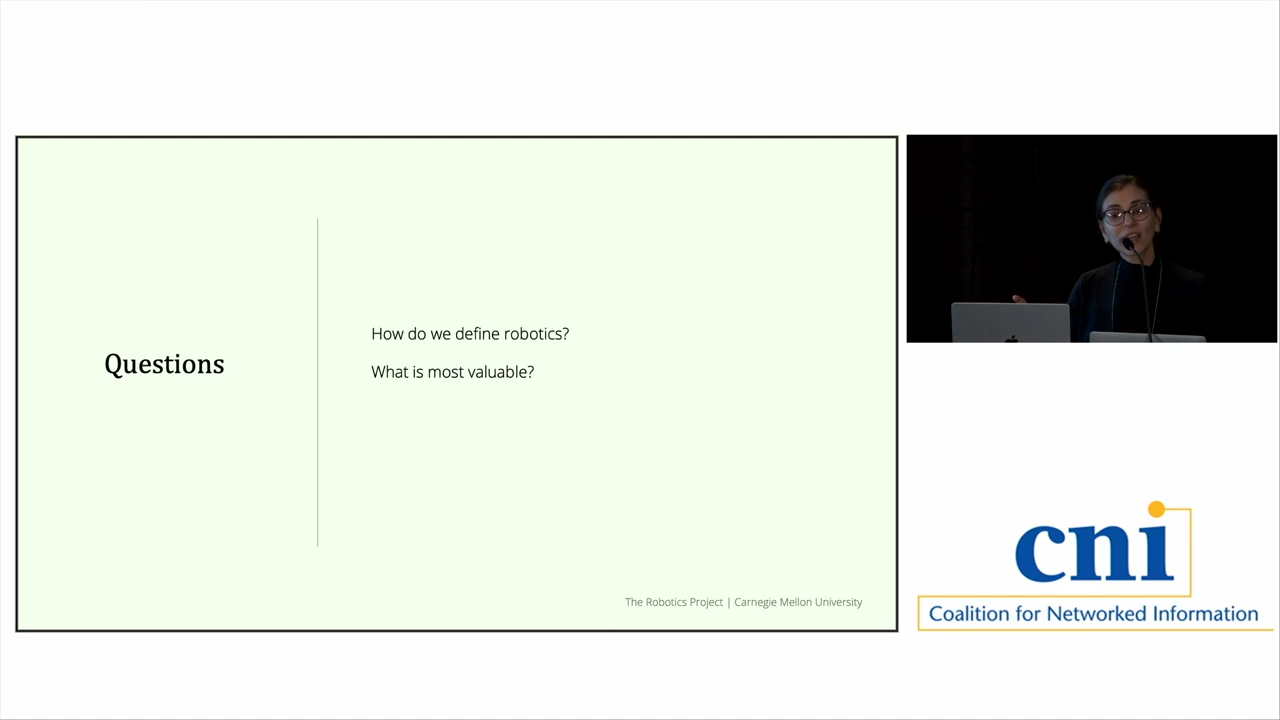 Questions
How do we define robotics?
What is most valuable?
The Robotics Project | Carnegie Mellon University
cni
Coalition for Networked Information